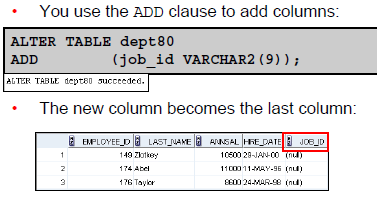 • You use the ADD clause to add columns:
ALTER TABLE dept80
ADD (job_id VARCHAR2(9));
ALTER TABLE dept80 succeeded.
• The new column becomes the last column:
EMPLOYEE_ID LAST_NAME ANNSAL HIRE_DATE JOB_ID
1 149 Zlotkey 10500 29-JAN-00 (null)
2 174 Abel 11000 11-MAY-96 (null)
3 176 Taylor 8600 24-MAR-98 (null)